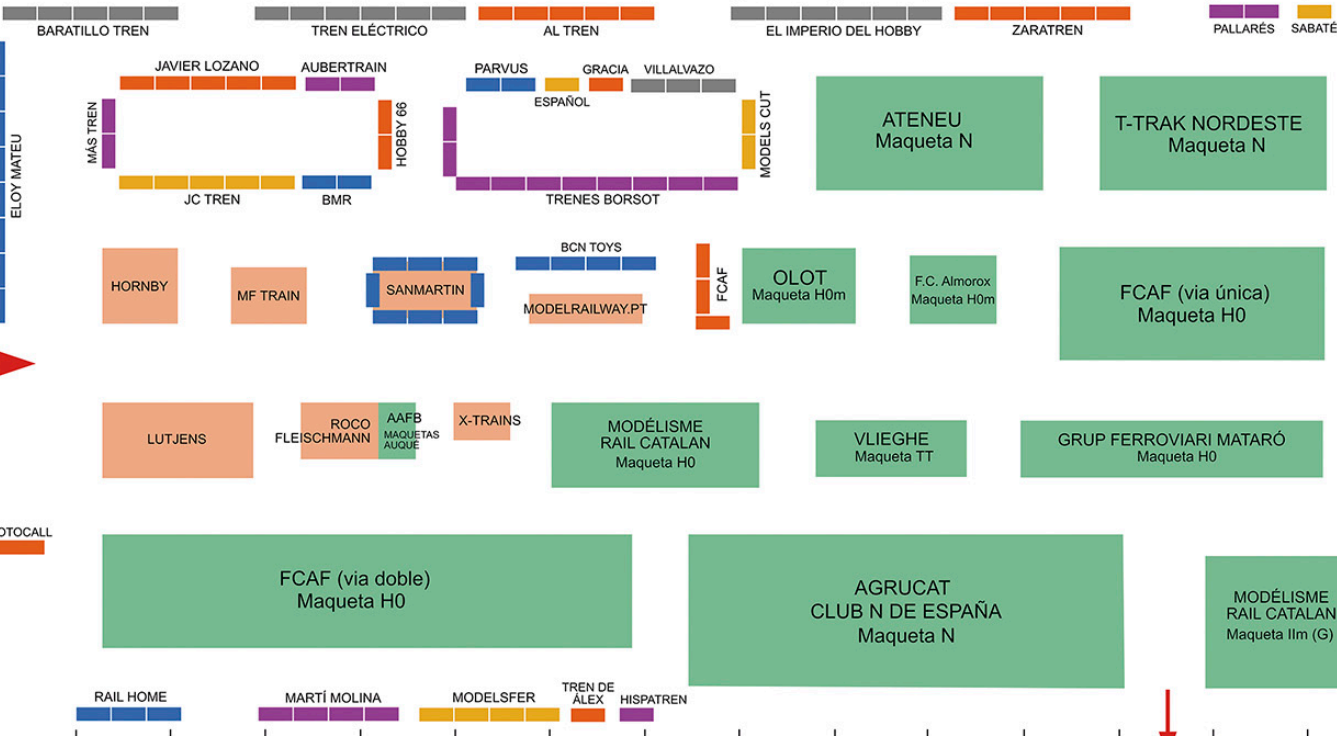 BARATILLO TREN
TREN ELÉCTRICO
AL TREN
EL IMPERIO DEL HOBBY
ZARATREN
PALLARÉS
SABATÉ
JAVIER LOZANO
AUBERTRAIN
PARVUS
ESPAÑOL
GRACIA
VILLALVAZO
MÁS TREN
HOBBY 66
MODELS CUT
ELOY MATEU
JC TREN
BMR
TRENES BORSOT
ATENEU
Maqueta N
T-TRAK NORDESTE
Maqueta N
HORNBY
MF TRAIN
SANMARTIN
BCN TOYS
MODELRAILWAY.PT
FCAF
OLOT
Maqueta H0m
F.C. Almorox
Maqueta H0m
FCAF (via única)
Maqueta H0
LUTJENS
ROCO
FLEISCHMANN
AAFB
MAQUETAS
AUQUÉ
X-TRAINS
MODÉLISME
RAIL CATALAN
Maqueta H0
VLIEGHE
Maqueta TT
GRUP FERROVIARI MATARÓ
Maqueta H0
OTOCALL
FCAF (via doble)
Maqueta H0
AGRUCAT
CLUB N DE ESPAÑA
Maqueta N
MODÉLISME
RAIL CATALAN
Maqueta IIm (G)
RAIL HOME
MARTÍ MOLINA
MODELSFER
TREN DE
ÁLEX
HISPATREN